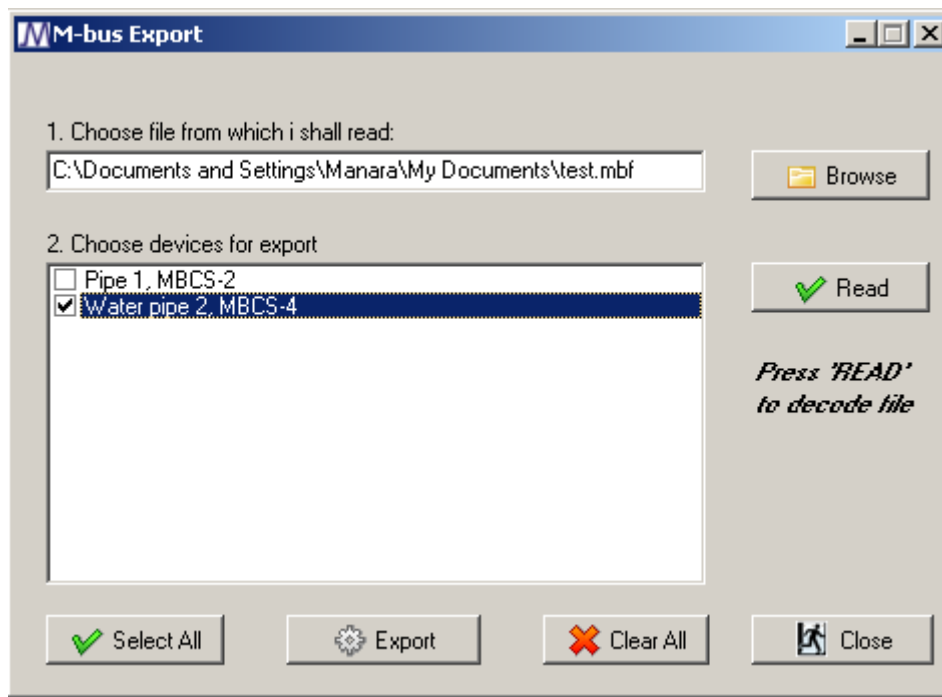 M-bus Export
1. Choose file from which i shall read:
C:\Documents and Settings\Manara\My Documents\test.mbf
Browse
2. Choose devices for export
Pipe 1, MBCS-2
Water pipe 2, MBCS-4
Read
Press 'READ'
to decode file
Select All
Export
Clear All
Close